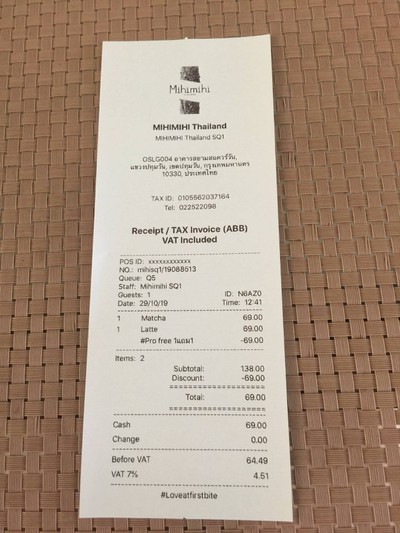 Mihimihi
MIHIMIHI Thailand
MIHIMIHI Thailand SQ1
OSLG004 อาคารสยามสแควร์วัน,
แขวงปทุมวัน, เขตปทุมวัน, กรุงเทพมหานคร
10330, ประเทศไทย
TAX ID: 0105562037164
Tel: 022522098
Receipt / TAX Invoice (ABB)
VAT Included
POS ID: xxxxxxxxxxxx
NO.: mihisq1/19088513
Queue: Q5
Staff: Mihimihi SQ1
Guests: 1 ID: N6AZ0
Date: 29/10/19 Time: 12:41
1 Matcha 69.00
1 Latte 69.00
#Pro free 1แถม1 -69.00
Items: 2
Subtotal: 138.00
Discount: -69.00
Total: 69.00
Cash 69.00
Change 0.00
Before VAT 64.49
VAT 7% 4.51
#Loveatfirstbite